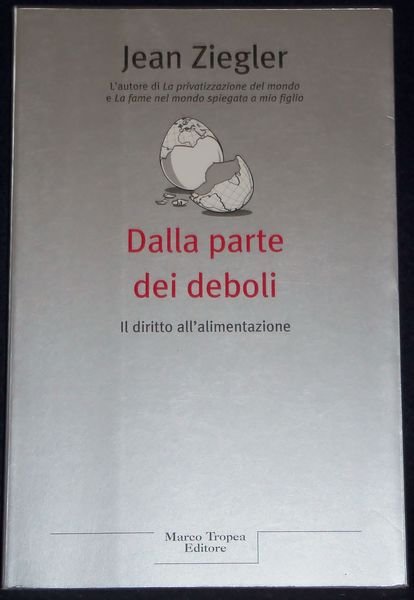 Jean Ziegler
L'autore di La privatizzazione del mondo
e La fame nel mondo spiegata a mio figlio
Dalla parte
dei deboli
Il diritto all'alimentazione
Marco Tropea
Editore